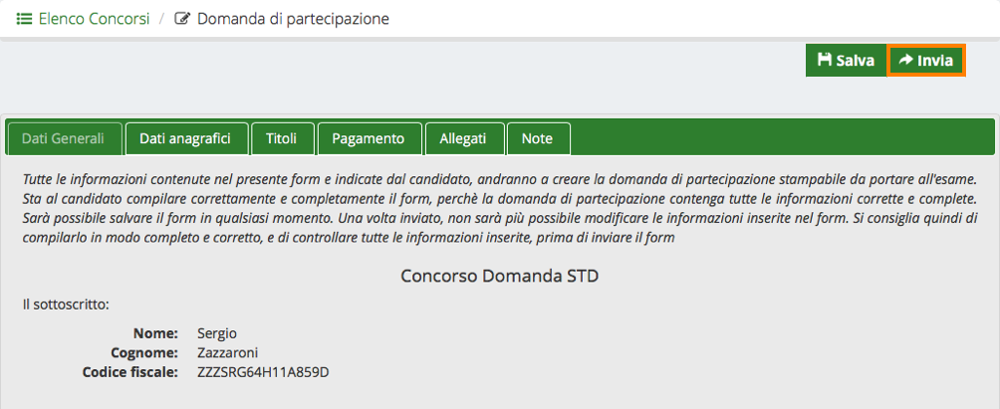 Elenco Concorsi / Domanda di partecipazione
Salva Invia
Dati Generali Dati anagrafici Titoli Pagamento Allegati Note
Tutte le informazioni contenute nel presente form e indicate dal candidato, andranno a creare la domanda di partecipazione stampabile da portare all'esame.
Sta al candidato compilare correttamente e completamente il form, perchè la domanda di partecipazione contenga tutte le informazioni corrette e complete.
Sarà possibile salvare il form in qualsiasi momento. Una volta inviato, non sarà più possibile modificare le informazioni inserite nel form. Si consiglia quindi di
compilarlo in modo completo e corretto, e di controllare tutte le informazioni inserite, prima di inviare il form
Concorso Domanda STD
Il sottoscritto:
Nome: Sergio
Cognome: Zazzaroni
Codice fiscale: ZZZSRG64H11A859D